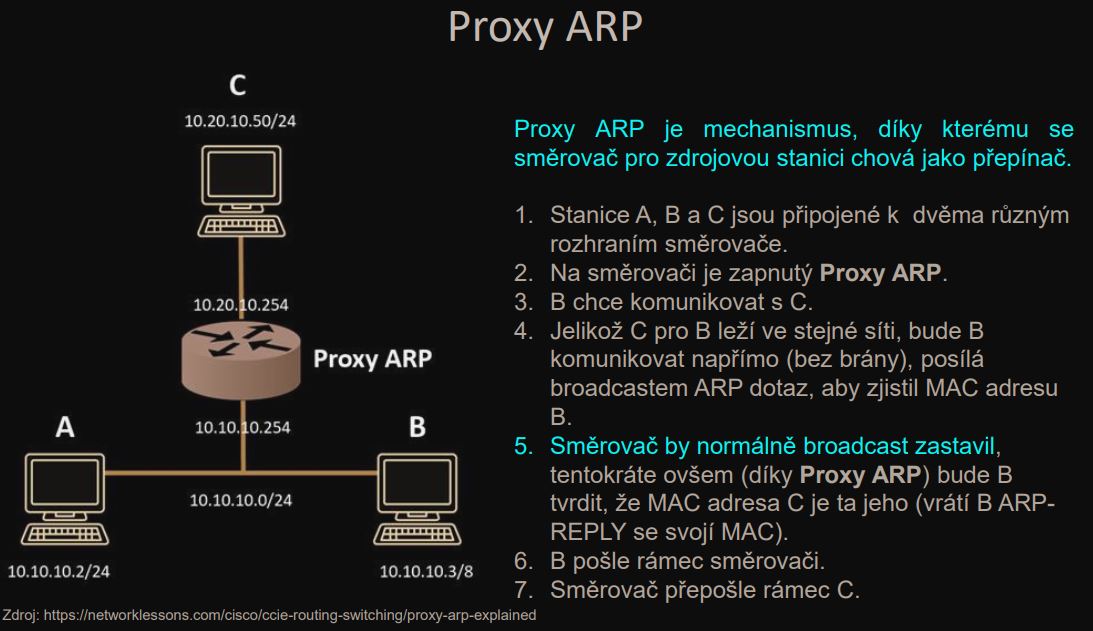 Proxy ARP
C
10.20.10.50/24
10.20.10.254
Proxy ARP
10.10.10.254
A
B
10.10.10.0/24
10.10.10.2/24
10.10.10.3/8
Proxy ARP je mechanismus, díky kterému se
směrovač pro zdrojovou stanici chová jako přepínač.
1. Stanice A, B a C jsou připojené k dvěma různým
rozhraním směrovače.
2. Na směrovači je zapnutý Proxy ARP.
3. B chce komunikovat s C.
4. Jelikož C pro B leží ve stejné síti, bude B
komunikovat napřímo (bez brány), posílá
broadcastem ARP dotaz, aby zjistil MAC adresu
B.
5. Směrovač by normálně broadcast zastavil,
tentokráte ovšem (díky Proxy ARP) bude B
tvrdit, že MAC adresa C je ta jeho (vrátí B ARP-
REPLY se svojí MAC).
6. B pošle rámec směrovači.
7. Směrovač přepošle rámec C.
Zdroj: https://networklessons.com/cisco/ccie-routing-switching/proxy-arp-explained